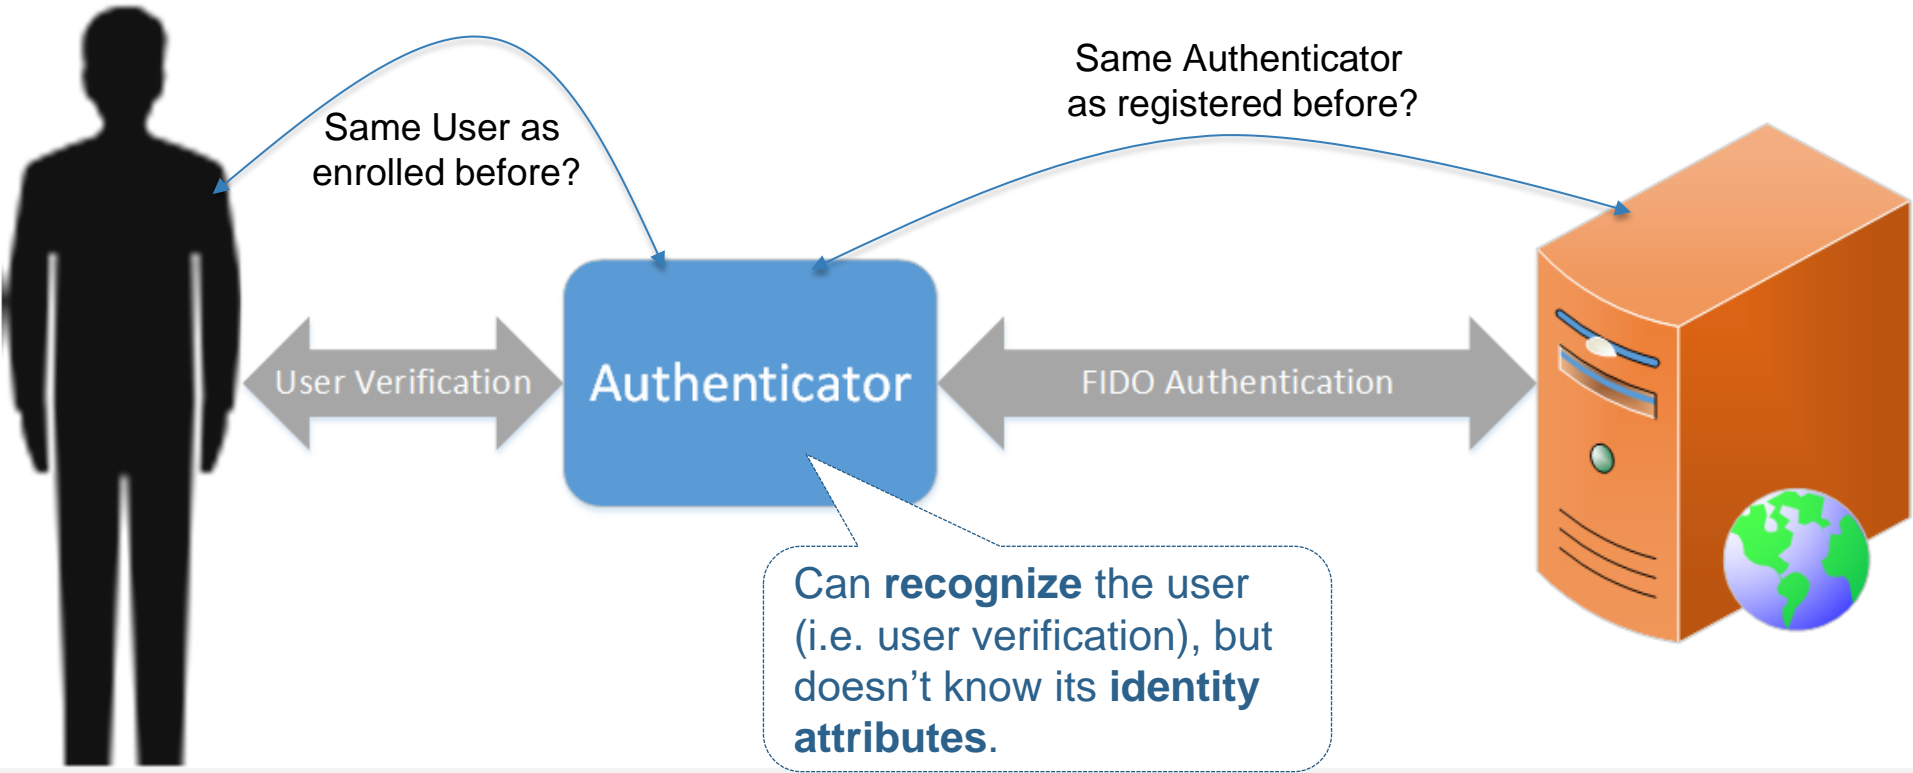 Same User as
enrolled before?
Same Authenticator
as registered before?
User Verification
Authenticator
FIDO Authentication
Can recognize the user
(i.e. user verification), but
doesn’t know its identity
attributes.